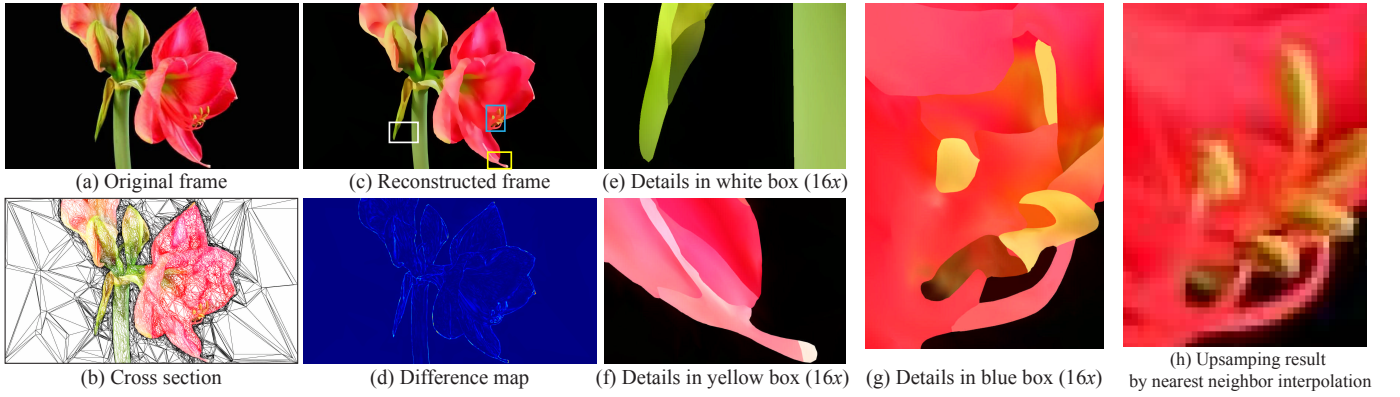 (a) Original frame
(c) Reconstructed frame
(e) Details in white box (16x)
(b) Cross section
(d) Difference map
(f) Details in yellow box (16x)
(g) Details in blue box (16x)
(h) Upsamping result
by nearest neighbor interpolation